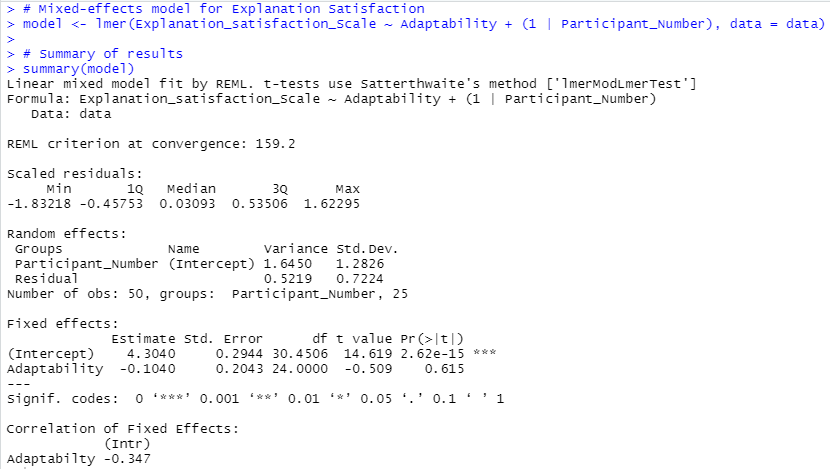 > # Mixed-effects model for Explanation Satisfaction
> model <- lmer(Explanation_satisfaction_Scale ~ Adaptability + (1 | Participant_Number), data = data)
>
> # Summary of results
> summary(model)
Linear mixed model fit by REML. t-tests use Satterthwaite's method ['lmerModLmerTest']
Formula: Explanation_satisfaction_Scale ~ Adaptability + (1 | Participant_Number)
   Data: data

REML criterion at convergence: 159.2

Scaled residuals:
     Min       1Q   Median       3Q      Max
-1.83218 -0.45753  0.03093  0.53506  1.62295

Random effects:
 Groups             Name        Variance Std.Dev.
 Participant_Number (Intercept) 1.6450   1.2826
 Residual                       0.5219   0.7224
Number of obs: 50, groups:  Participant_Number, 25

Fixed effects:
             Estimate Std. Error      df t value Pr(>|t|)
(Intercept)    4.3040     0.2944 30.4506  14.619 2.62e-15 ***
Adaptability  -0.1040     0.2043 24.0000  -0.509    0.615
---
Signif. codes:  0 ‘***’ 0.001 ‘**’ 0.01 ‘*’ 0.05 ‘.’ 0.1 ‘ ’ 1

Correlation of Fixed Effects:
            (Intr)
Adaptabilty -0.347